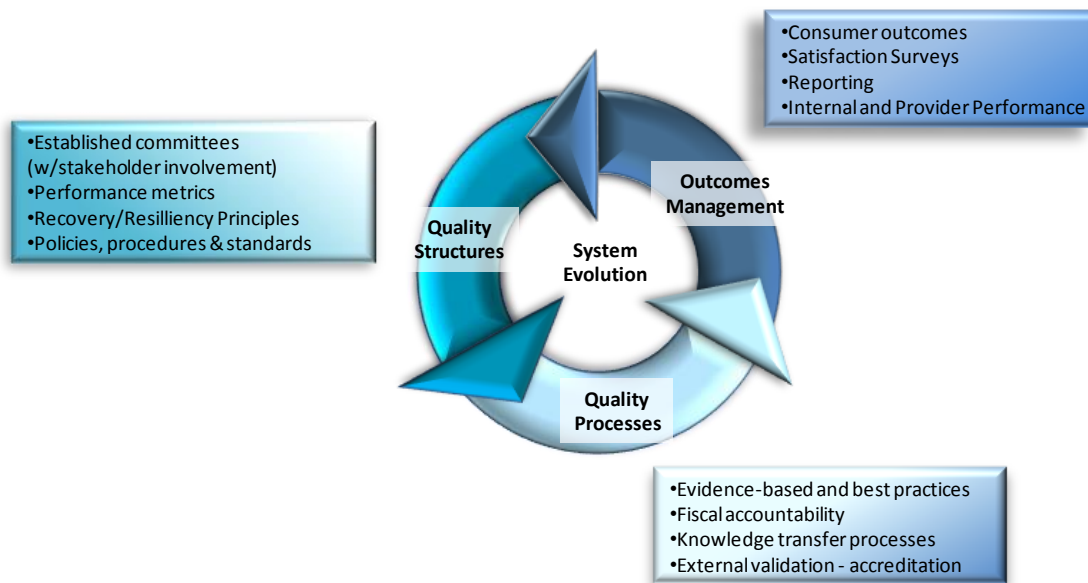 •Consumer outcomes
•Satisfaction Surveys
•Reporting
•Internal and Provider Performance
•Established committees
(w/stakeholder involvement)
•Performance metrics
•Recovery/Resilliency Principles
•Policies, procedures & standards
Outcomes
Management
Quality
Structures
System
Evolution
Quality
Processes
•Evidence-based and best practices
•Fiscal accountability
•Knowledge transfer processes
•External validation - accreditation